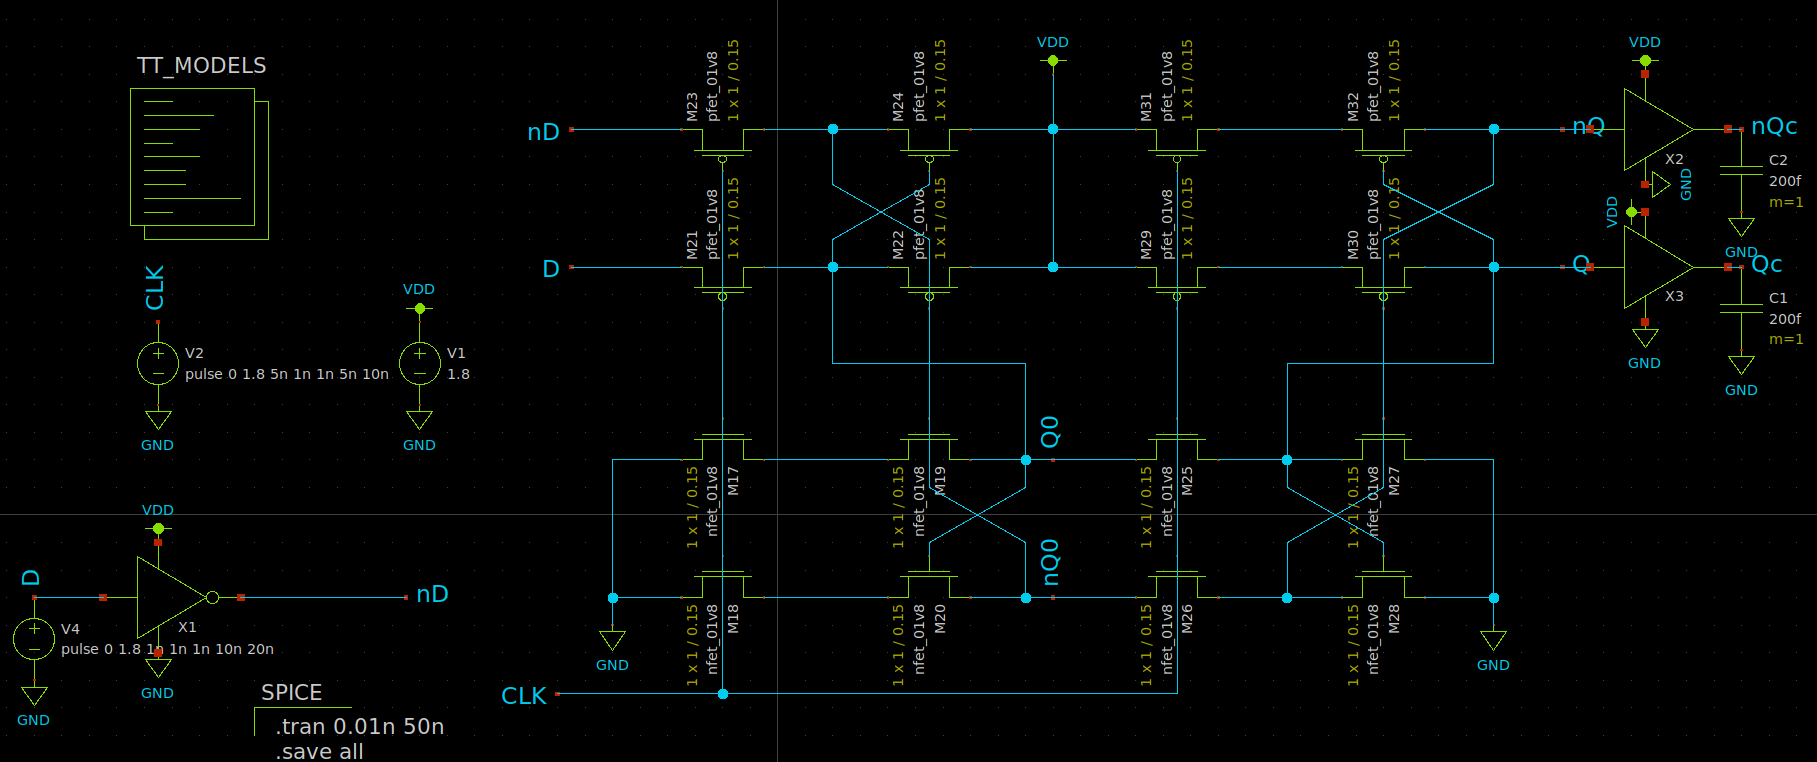 TT_MODELS
CLK
V2
pulse 0 1.8 5n 1n 1n 5n 10n
GND
VDD
V1
1.8
GND
D
V4
pulse 0 1.8 1n 1n 1n 10n 20n
GND
VDD
X1
GND
nD
SPICE
.tran 0.01n 50n
.save all
nD
M23
pfet_01v8
1 x 1 / 0.15
M24
pfet_01v8
1 x 1 / 0.15
VDD
M31
pfet_01v8
1 x 1 / 0.15
M32
pfet_01v8
1 x 1 / 0.15
nQ
D
M21
pfet_01v8
1 x 1 / 0.15
M22
pfet_01v8
1 x 1 / 0.15
M29
pfet_01v8
1 x 1 / 0.15
M30
pfet_01v8
1 x 1 / 0.15
Q
VDD
X2
GND
nQc
C2
200f
m=1
GND
VDD
X3
GND
Qc
C1
200f
m=1
GND
1 x 1 / 0.15
nfet_01v8
M17
1 x 1 / 0.15
nfet_01v8
M19
Q0
1 x 1 / 0.15
nfet_01v8
M25
1 x 1 / 0.15
nfet_01v8
M27
1 x 1 / 0.15
nfet_01v8
M18
1 x 1 / 0.15
nfet_01v8
M20
nQ0
1 x 1 / 0.15
nfet_01v8
M26
1 x 1 / 0.15
nfet_01v8
M28
GND
GND
CLK